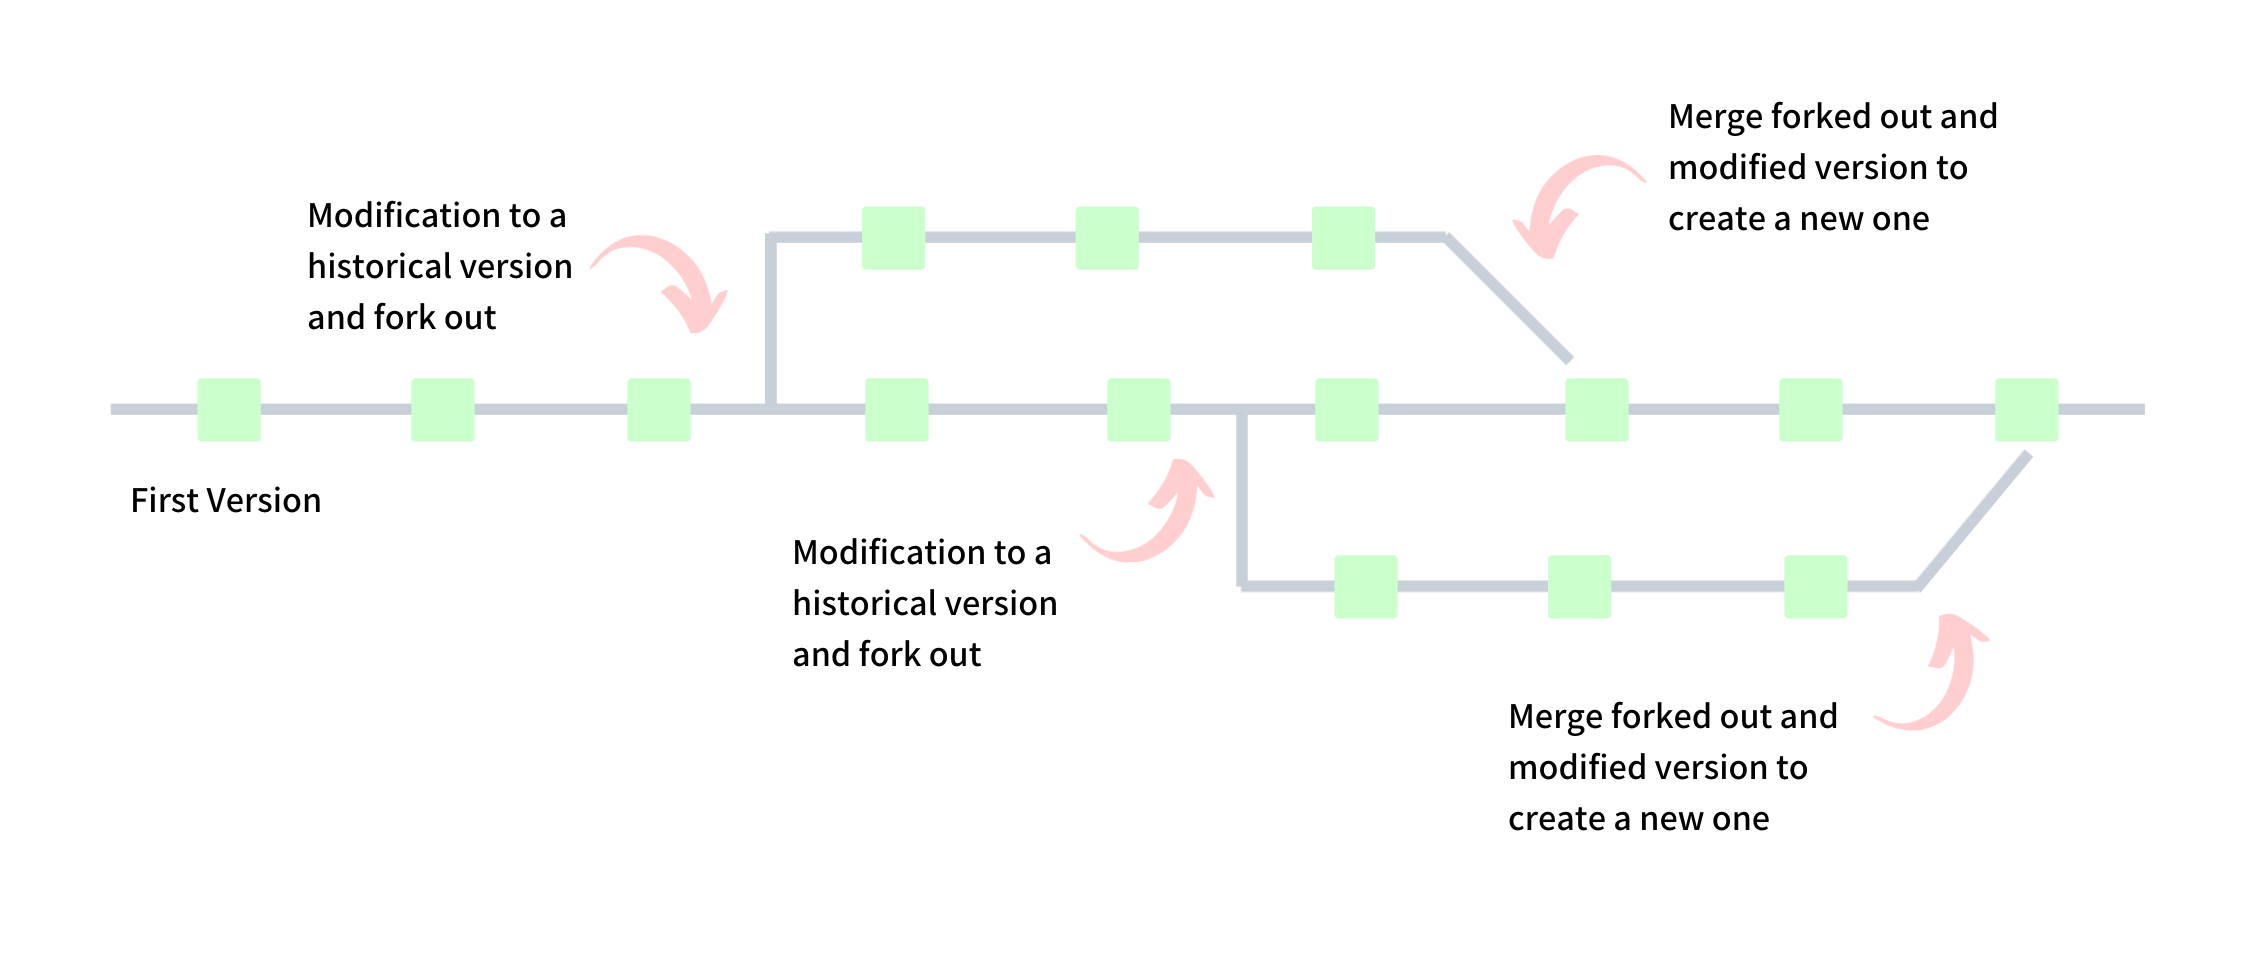 Merge forked out and
modified version to
create a new one
Modification to a
historical version
and fork out
First Version
Modification to a
historical version
and fork out
Merge forked out and
modified version to
create a new one